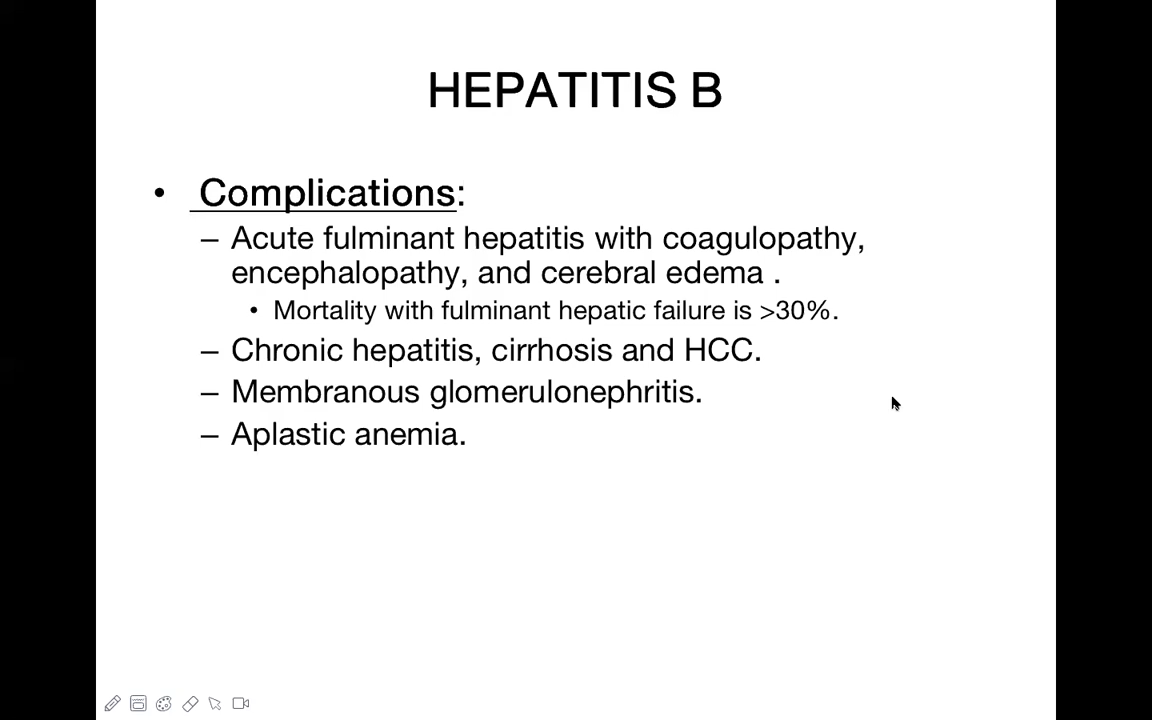 HEPATITIS B
• Complications:
– Acute fulminant hepatitis with coagulopathy,
encephalopathy, and cerebral edema .
• Mortality with fulminant hepatic failure is >30%.
– Chronic hepatitis, cirrhosis and HCC.
– Membranous glomerulonephritis.
– Aplastic anemia.